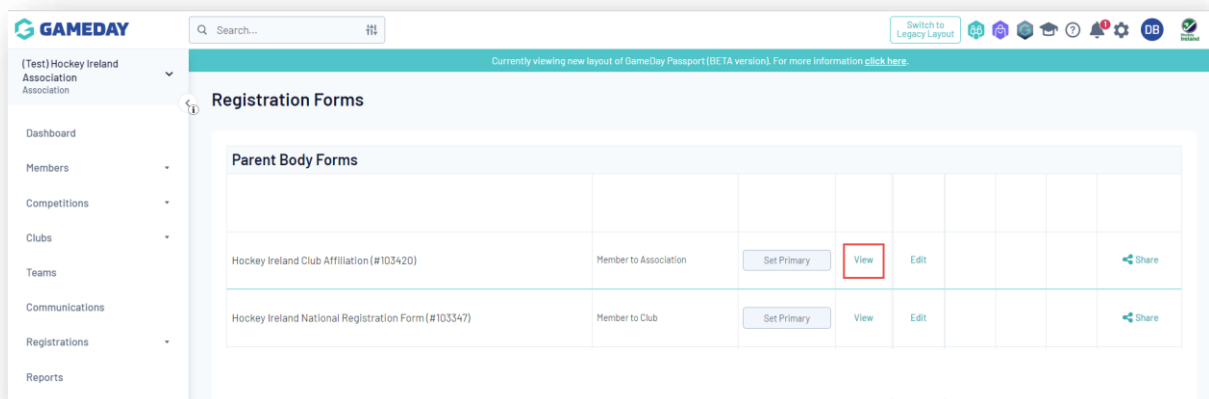 GAMEDAY
Search...
Switch to
Legacy Layout
1
DB
Ireland
(Test) Hockey Ireland
Association
Association
Currently viewing new layout of GameDay Passport (BETA version). For more information click here.
Registration Forms
Dashboard
Members
Competitions
Clubs
Teams
Communications
Registrations
Reports
Parent Body Forms
Hockey Ireland Club Affiliation (#103420) Member to Association Set Primary View Edit Share
Hockey Ireland National Registration Form (#103347) Member to Club Set Primary View Edit Share